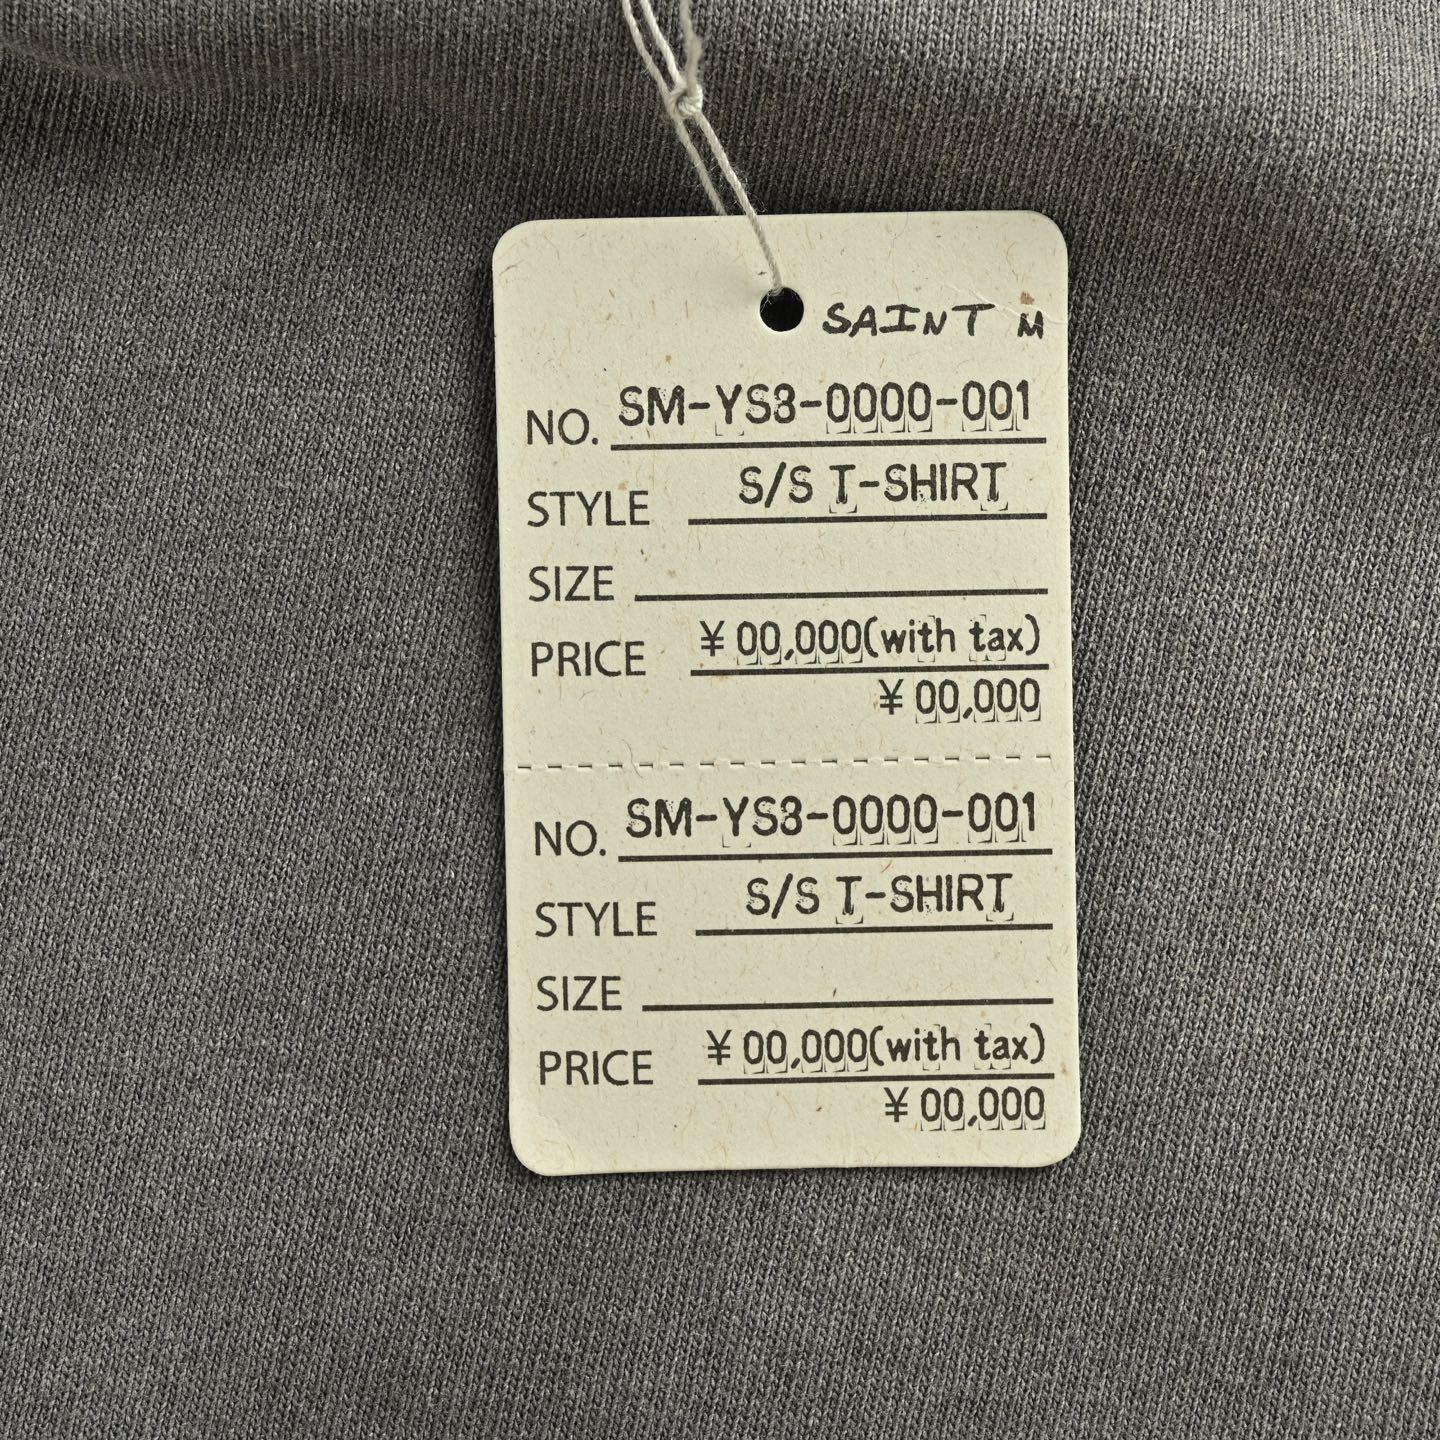 SAINT M
NO. SM-YS8-0000-001
STYLE S/S T-SHIRT
SIZE
PRICE ¥ 00,000(with tax)
¥ 00,000
NO. SM-YS8-0000-001
STYLE S/S T-SHIRT
SIZE
PRICE ¥ 00,000(with tax)
¥ 00,000